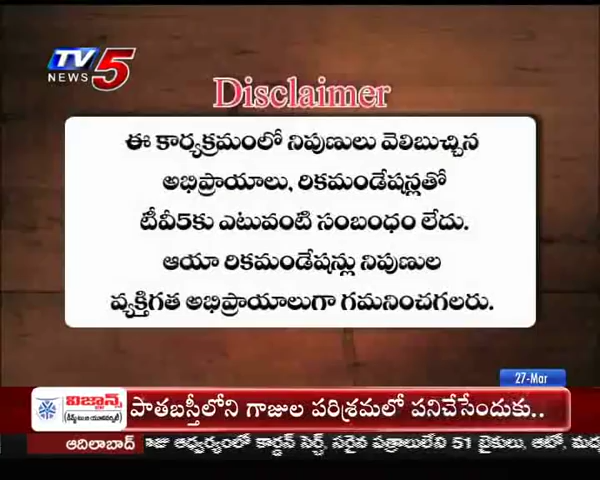 TV5
NEWS
Disclaimer
ఈ కార్యక్రమంలో నిపుణులు వెలిబుచ్చిన
అభిప్రాయాలు, రికమండేషన్లతో
టీవీ5కు ఎటువంటి సంబంధం లేదు.
ఆయా రికమండేషన్లు నిపుణుల
వ్యక్తిగత అభిప్రాయాలుగా గమనించగలరు.
27-Mar
విజ్ఞాన్స్
పాతబస్తీలోని గాజుల పరిశ్రమలో పనిచేసేందుకు..
ఆదిలాబాద్
ఆధ్వర్యంలో కార్డన్ సెర్చ్, సరైన పత్రాలులేని 51 బైకులు, ఆటో,